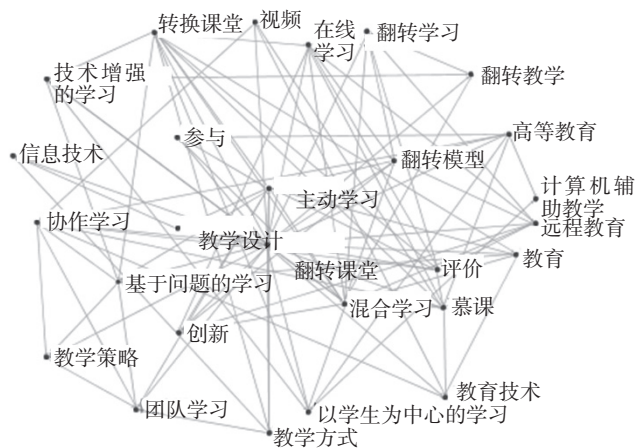 转换课堂
视频
在线
学习
翻转学习
技术增强
的学习
翻转教学
参与
高等教育
信息技术
翻转模型
计算机辅
助教学
主动学习
协作学习
远程教育
教学设计
教育
翻转课堂
评价
基于问题的学习
混合学习
慕课
创新
教学策略
教育技术
团队学习
以学生为中心的学习
教学方式